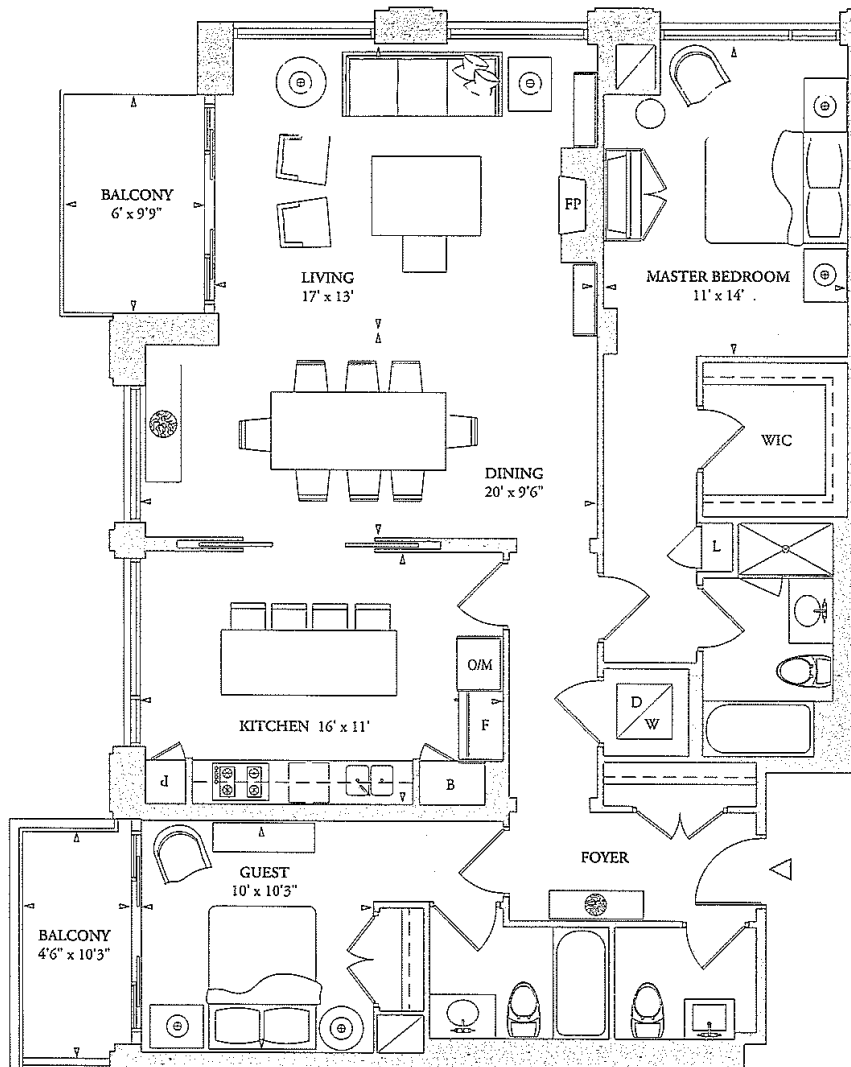 BALCONY
6' x 9'9"
FP
LIVING
17' x 13'
MASTER BEDROOM
11' x 14'
WIC
DINING
20' x 9'6"
L
O/M
D
W
F
KITCHEN 16' x 11'
P
B
FOYER
GUEST
10' x 10'3"
BALCONY
4'6" x 10'3"